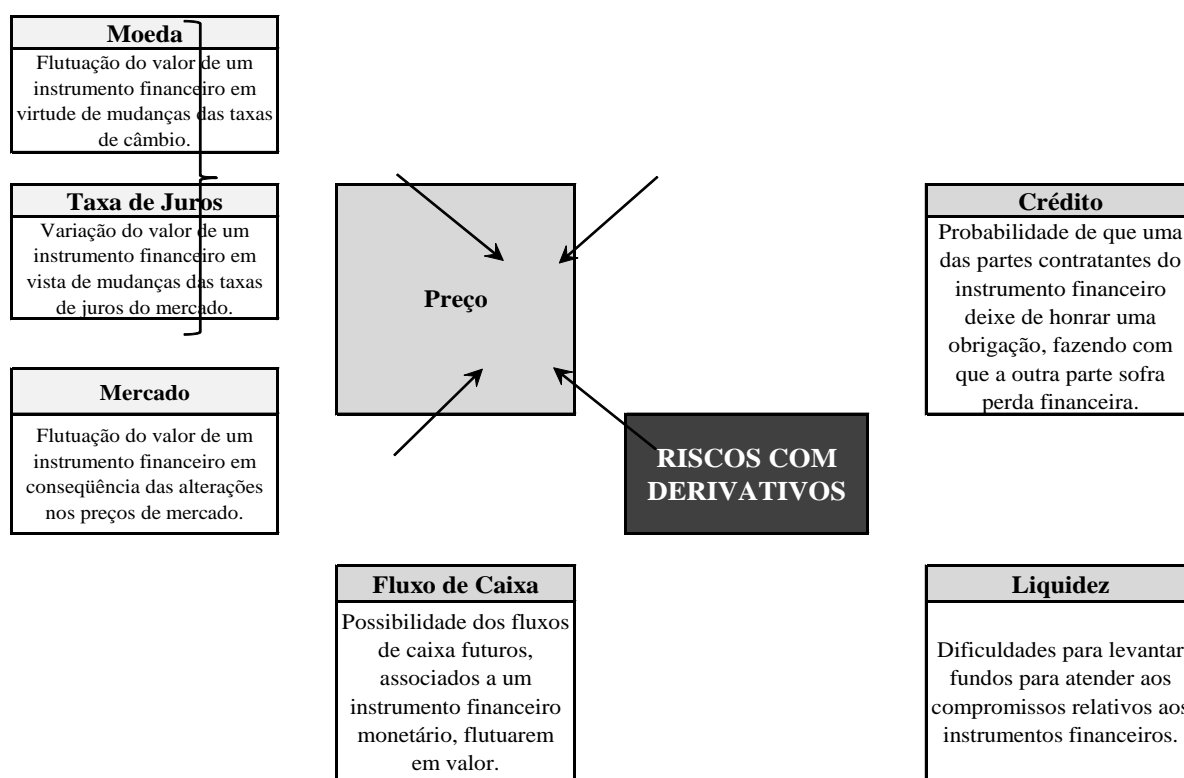 Moeda
Flutuação do valor de um
instrumento financeiro em
virtude de mudanças das taxas
de câmbio.
Taxa de Juros
Variação do valor de um
instrumento financeiro em
vista de mudanças das taxas
de juros do mercado.
Mercado
Flutuação do valor de um
instrumento financeiro em
conseqüência das alterações
nos preços de mercado.
Preço
Crédito
Probabilidade de que uma
das partes contratantes do
instrumento financeiro
deixe de honrar uma
obrigação, fazendo com
que a outra parte sofra
perda financeira.
RISCOS COM
DERIVATIVOS
Fluxo de Caixa
Possibilidade dos fluxos
de caixa futuros,
associados a um
instrumento financeiro
monetário, flutuarem
em valor.
Liquidez
Dificuldades para levantar
fundos para atender aos
compromissos relativos aos
instrumentos financeiros.